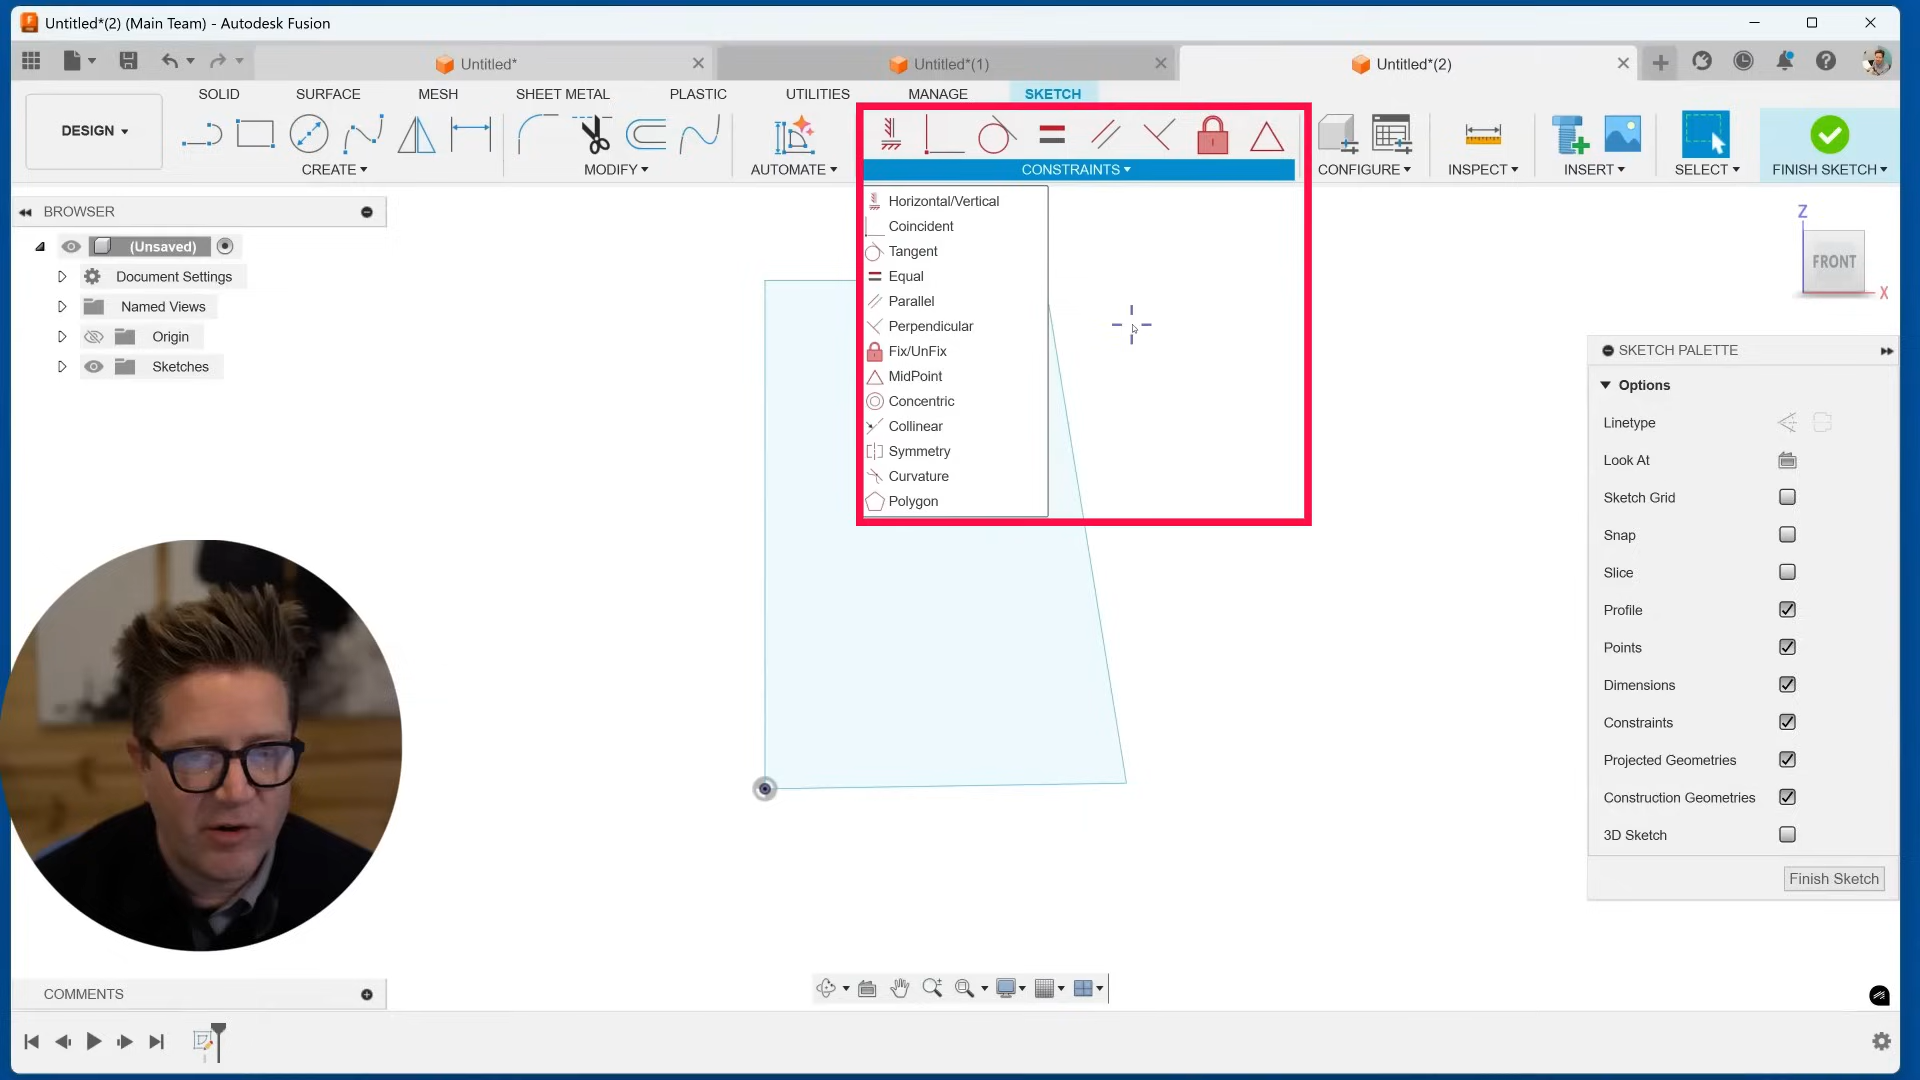 Untitled*(2) (Main Team) - Autodesk Fusion
Untitled*
Untitled*(1)
Untitled*(2)
SOLID
SURFACE
MESH
SHEET METAL
PLASTIC
UTILITIES
MANAGE
SKETCH
DESIGN
CREATE
MODIFY
AUTOMATE
CONSTRAINTS
CONFIGURE
INSPECT
INSERT
SELECT
FINISH SKETCH
BROWSER
(Unsaved)
Document Settings
Named Views
Origin
Sketches
Horizontal/Vertical
Coincident
Tangent
Equal
Parallel
Perpendicular
Fix/UnFix
MidPoint
Concentric
Collinear
Symmetry
Curvature
Polygon
Z
FRONT
X
SKETCH PALETTE
Options
Linetype
Look At
Sketch Grid
Snap
Slice
Profile
Points
Dimensions
Constraints
Projected Geometries
Construction Geometries
3D Sketch
Finish Sketch
COMMENTS